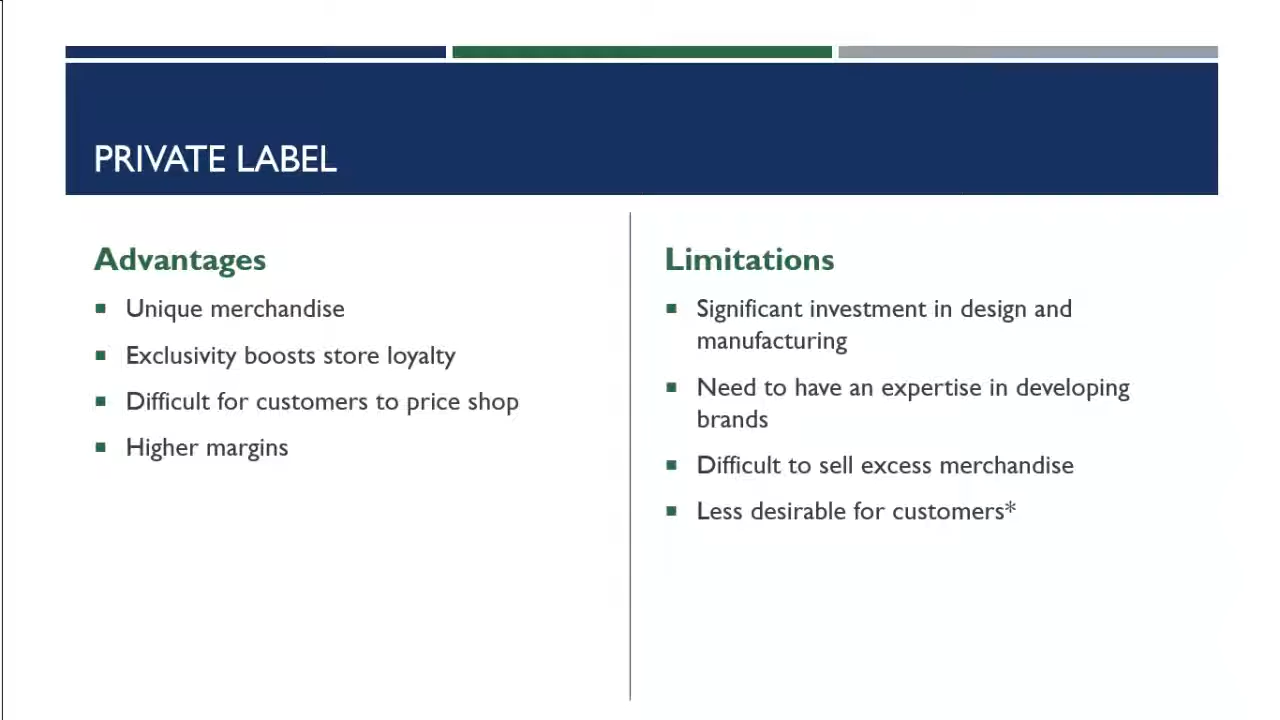 PRIVATE LABEL
Advantages
Unique merchandise
Exclusivity boosts store loyalty
Difficult for customers to price shop
Higher margins
Limitations
Significant investment in design and
manufacturing
Need to have an expertise in developing
brands
Difficult to sell excess merchandise
Less desirable for customers*